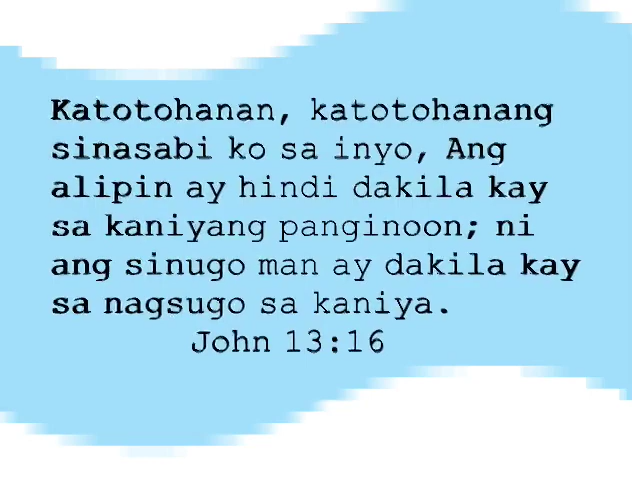 Katotohanan, katotohanang
sinasabi ko sa inyo, Ang
alipin ay hindi dakila kay
sa kaniyang panginoon; ni
ang sinugo man ay dakila kay
sa nagsugo sa kaniya.
John 13:16